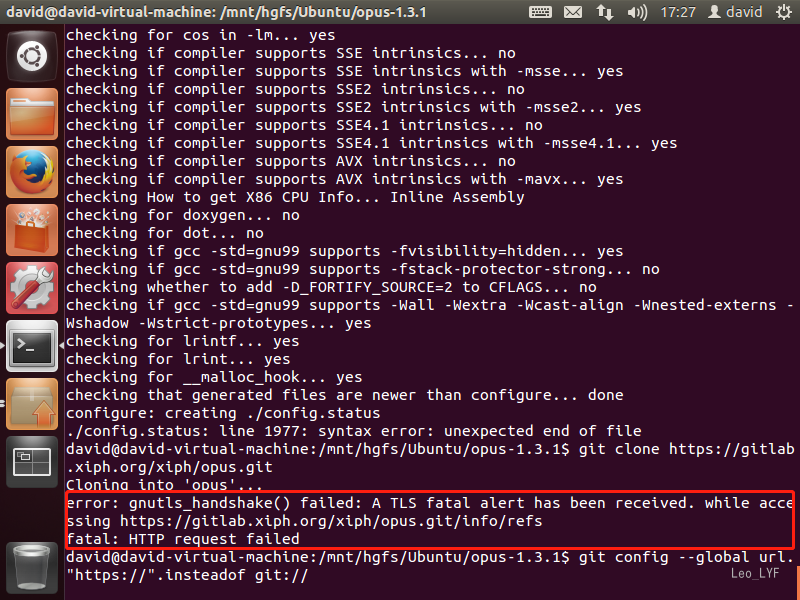 david@david-virtual-machine: /mnt/hgfs/Ubuntu/opus-1.3.1
17:27
david
checking for cos in -lm... yes
checking if compiler supports SSE intrinsics... no
checking if compiler supports SSE intrinsics with -msse... yes
checking if compiler supports SSE2 intrinsics... no
checking if compiler supports SSE2 intrinsics with -msse2... yes
checking if compiler supports SSE4.1 intrinsics... no
checking if compiler supports SSE4.1 intrinsics with -msse4.1... yes
checking if compiler supports AVX intrinsics... no
checking if compiler supports AVX intrinsics with -mavx... yes
checking How to get X86 CPU Info... Inline Assembly
checking for doxygen... no
checking for dot... no
checking if gcc -std=gnu99 supports -fvisibility=hidden... yes
checking if gcc -std=gnu99 supports -fstack-protector-strong... no
checking whether to add -D_FORTIFY_SOURCE=2 to CFLAGS... no
checking if gcc -std=gnu99 supports -Wall -Wextra -Wcast-align -Wnested-externs -
Wshadow -Wstrict-prototypes... yes
checking for lrintf... yes
checking for lrint... yes
checking for __malloc_hook... yes
checking that generated files are newer than configure... done
configure: creating ./config.status
./config.status: line 1977: syntax error: unexpected end of file
david@david-virtual-machine:/mnt/hgfs/Ubuntu/opus-1.3.1$ git clone https://gitlab
.xiph.org/xiph/opus.git
Cloning into 'opus'...
error: gnutls_handshake() failed: A TLS fatal alert has been received. while acce
ssing https://gitlab.xiph.org/xiph/opus.git/info/refs
fatal: HTTP request failed
david@david-virtual-machine:/mnt/hgfs/Ubuntu/opus-1.3.1$ git config --global url.
"https://".insteadof git://
Leo_LYF